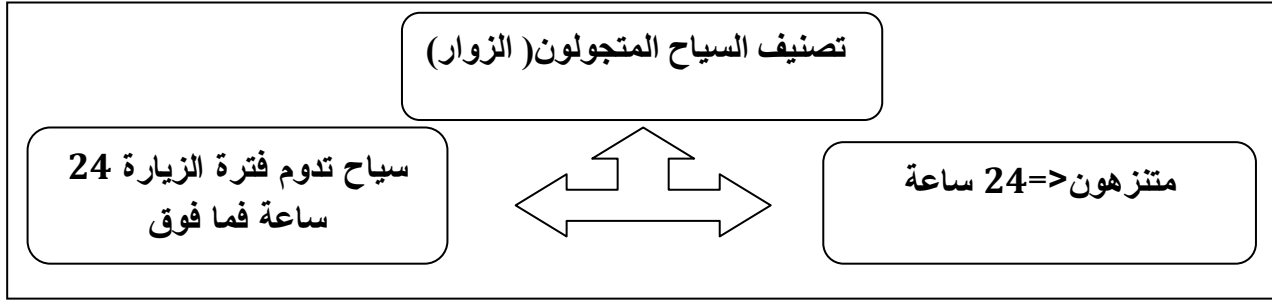 تصنيف السياح المتجولون( الزوار)
متنزهون<=24 ساعة
سياح تدوم فترة الزيارة 24
ساعة فما فوق